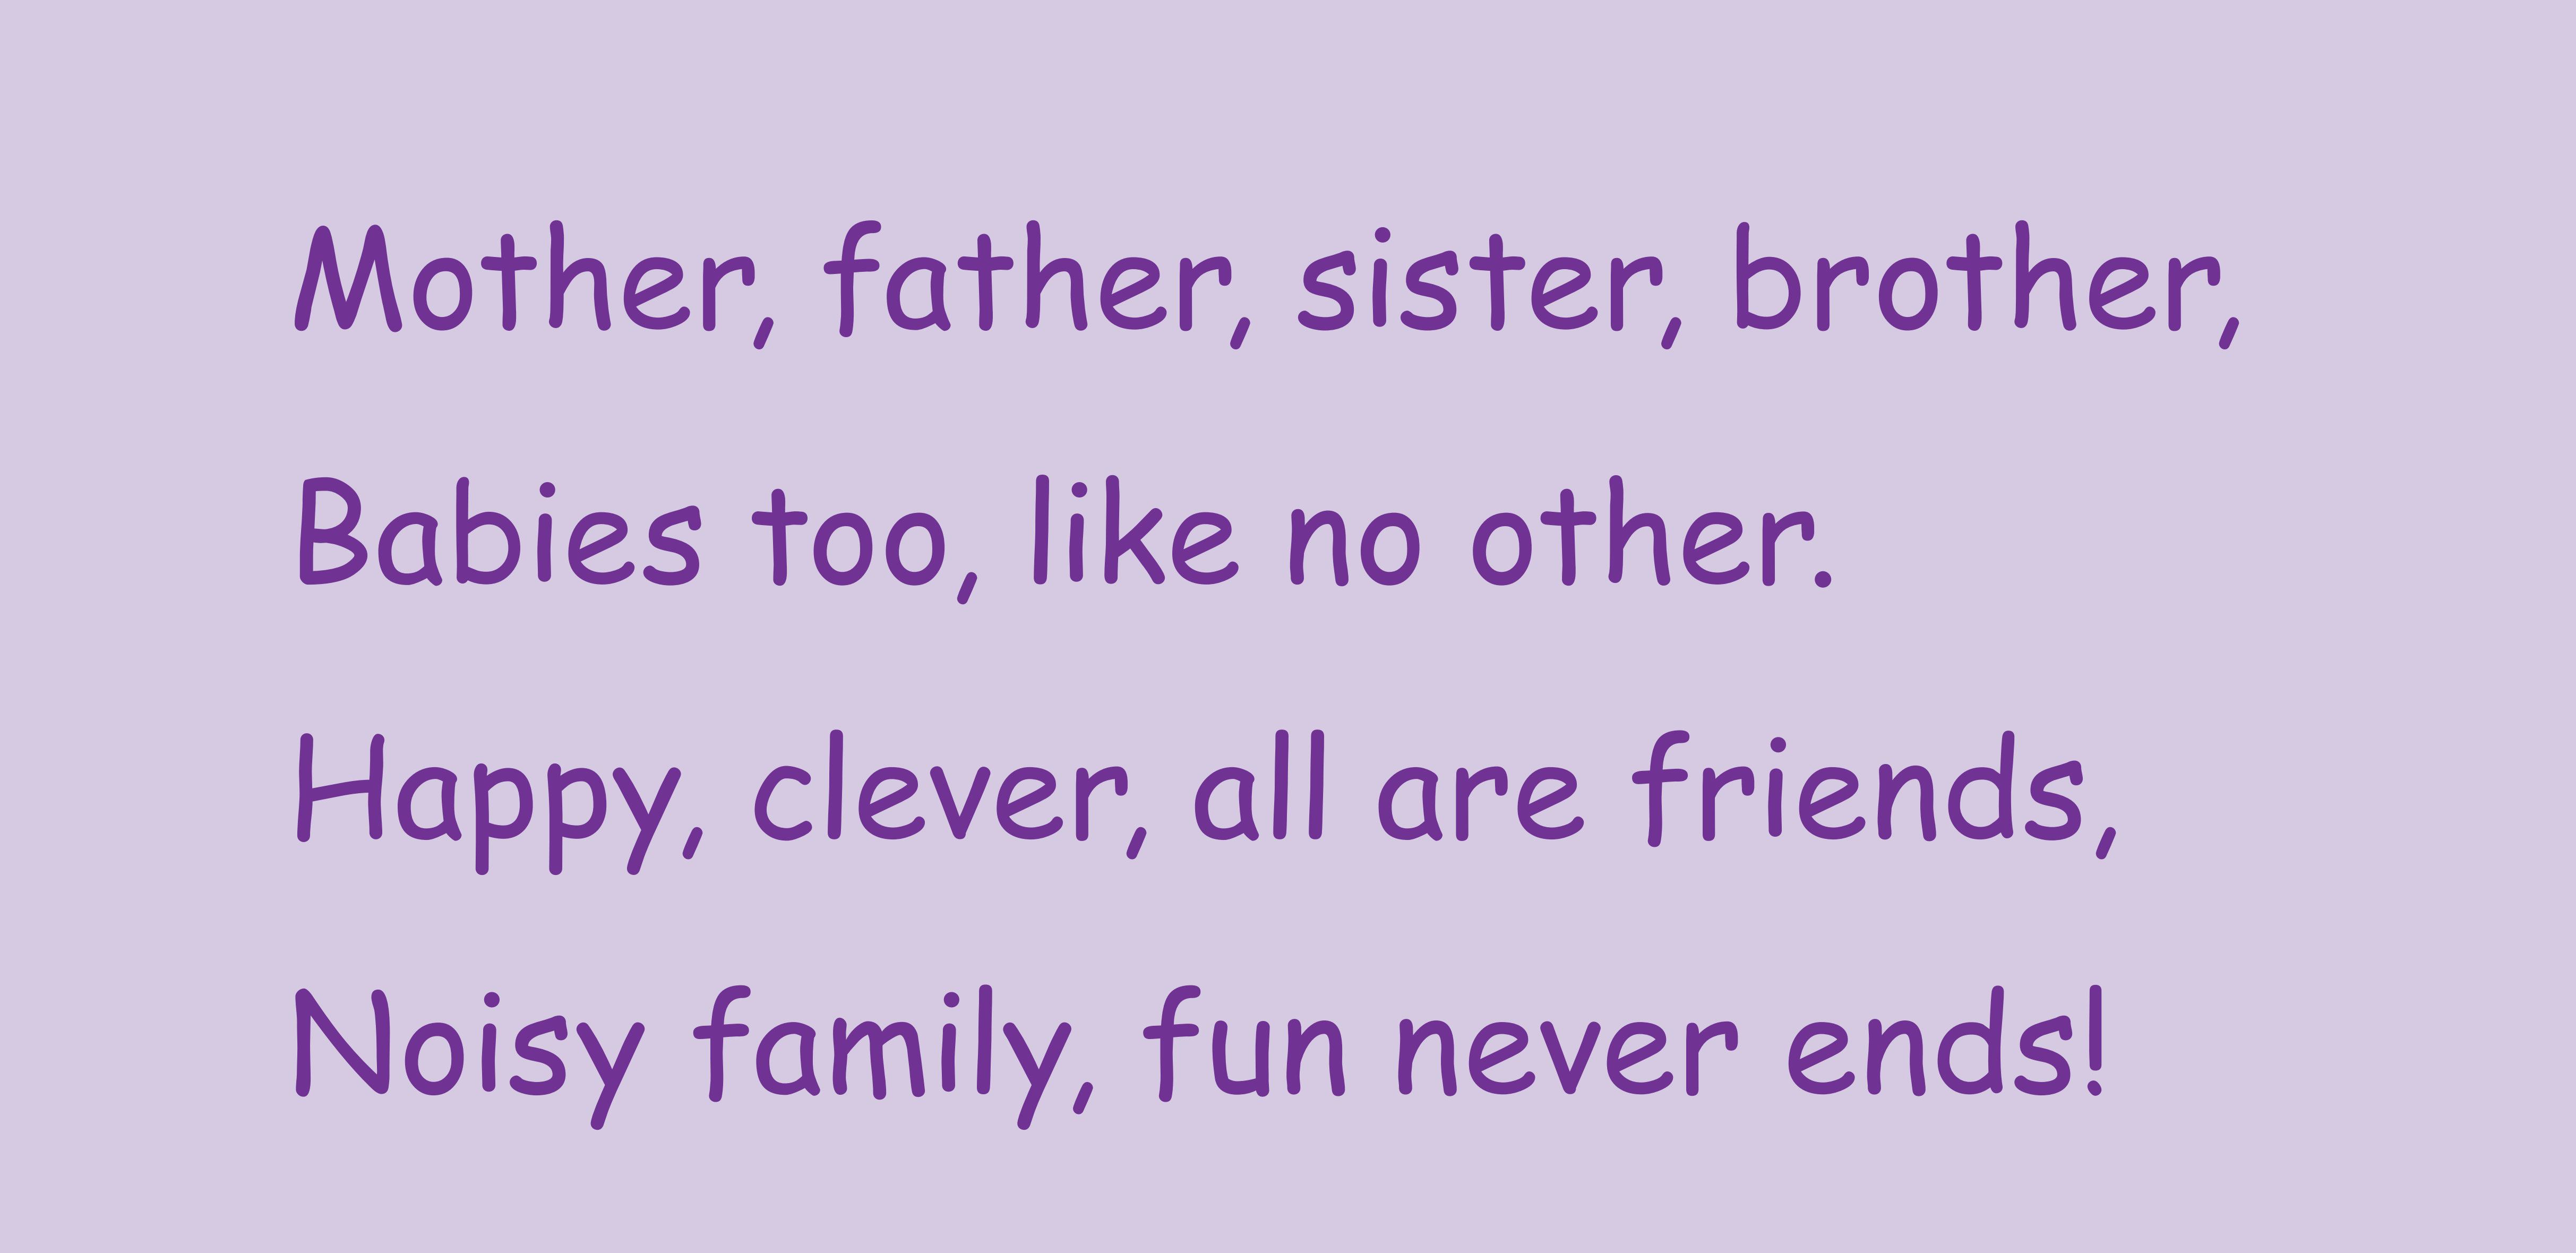 Mother, father, sister, brother,
Babies too, like no other.
Happy, clever, all are friends,
Noisy family, fun never ends!